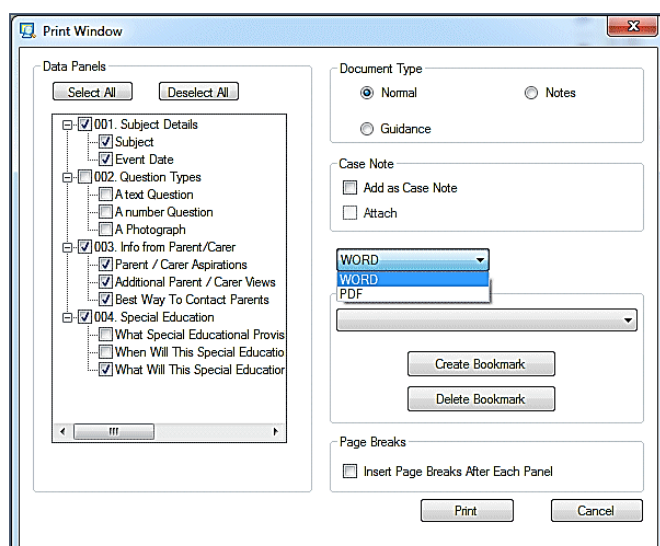 Print Window
Data Panels
Select All
Deselect All
001. Subject Details
Subject
Event Date
002. Question Types
A text Question
A number Question
A Photograph
003. Info from Parent/Carer
Parent / Carer Aspirations
Additional Parent / Carer Views
Best Way To Contact Parents
004. Special Education
What Special Educational Provis
When Will This Special Educatio
What Will This Special Education
Document Type
Normal
Notes
Guidance
Case Note
Add as Case Note
Attach
WORD
WORD
PDF
Create Bookmark
Delete Bookmark
Page Breaks
Insert Page Breaks After Each Panel
Print
Cancel